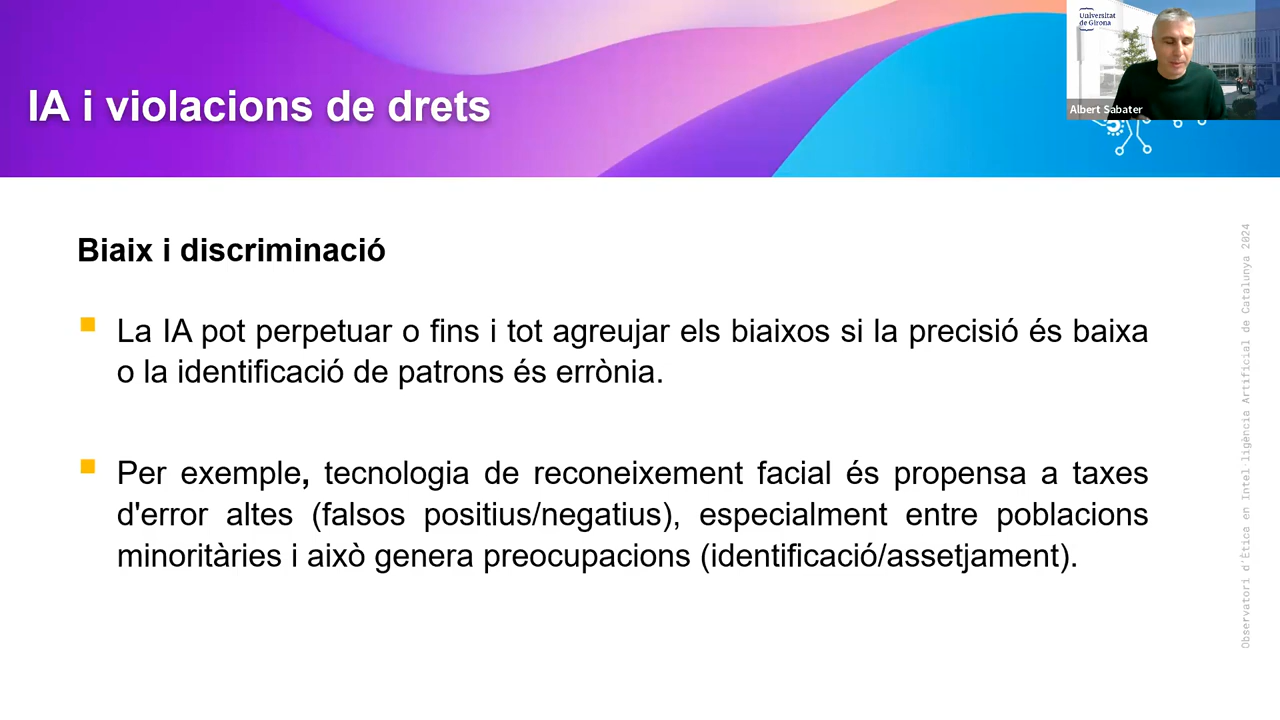 Universitat
de Girona
Albert Sabater
IA i violacions de drets
Biaix i discriminació
La IA pot perpetuar o fins i tot agreujar els biaixos si la precisió és baixa
o la identificació de patrons és errònia.
Per exemple, tecnologia de reconeixement facial és propensa a taxes
d'error altes (falsos positius/negatius), especialment entre poblacions
minoritàries i això genera preocupacions (identificació/assetjament).
Observatori d'Ètica en Intel·ligència Artificial de Catalunya 2024